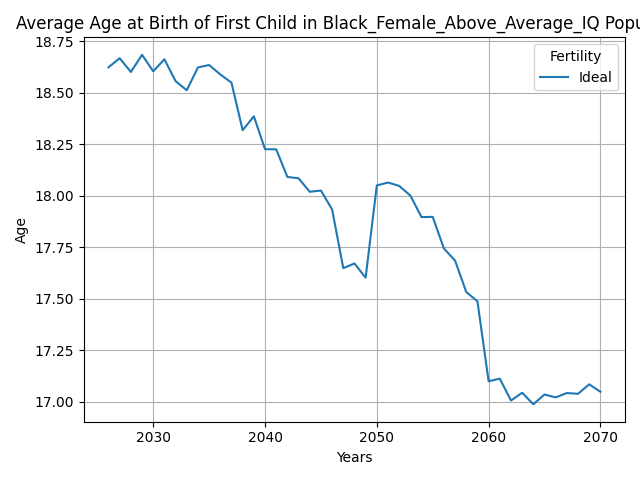 Average Age at Birth of First Child in Black_Female_Above_Average_IQ Popu
Fertility
Ideal
18.75
18.50
18.25
18.00
17.75
17.50
17.25
17.00
Age
2030 2040 2050 2060 2070
Years